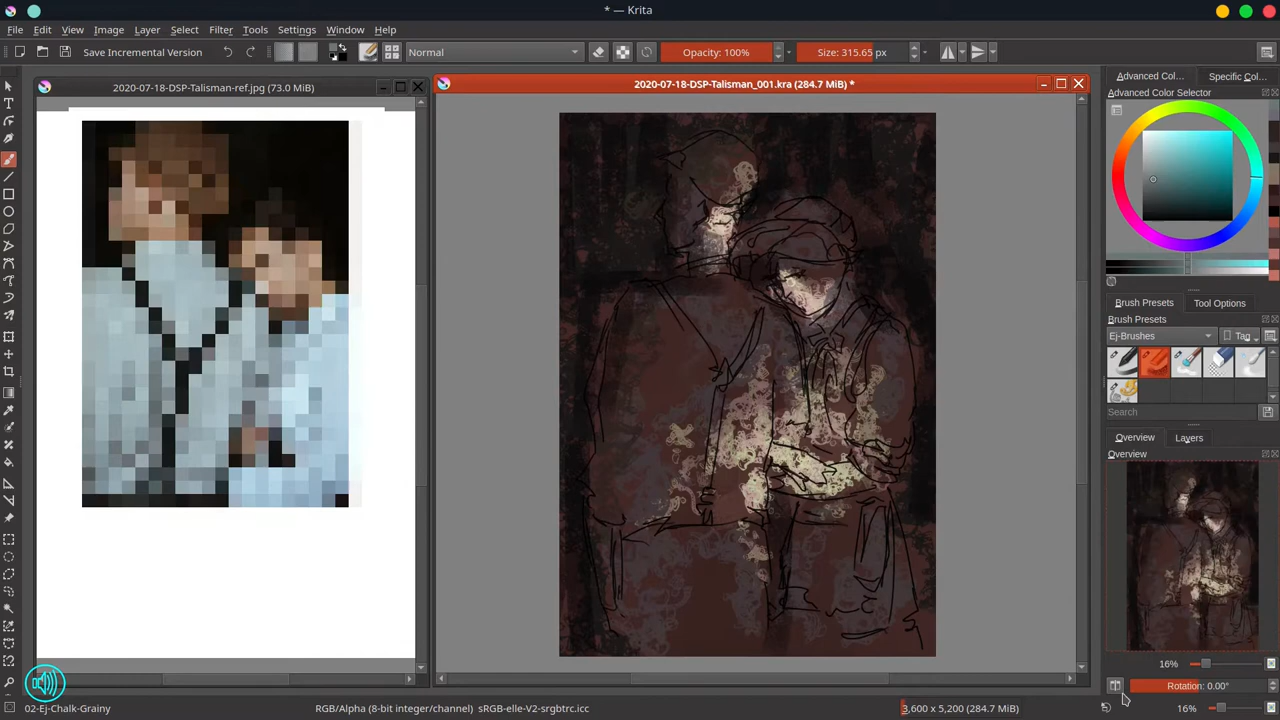 * — Krita
File Edit View Image Layer Select Filter Tools Settings Window Help
Save Incremental Version Normal Opacity: 100% Size: 315.65 px
2020-07-18-DSP-Talisman-ref.jpg (73.0 MiB)
2020-07-18-DSP-Talisman_001.kra (284.7 MiB) *
Advanced Col... Specific Col...
Advanced Color Selector
Brush Presets Tool Options
Brush Presets
Ej-Brushes Tag
Search
Overview Layers
Overview
16%
Rotation: 0.00°
02-Ej-Chalk-Grainy RGB/Alpha (8-bit integer/channel) sRGB-elle-V2-srgbtrc.icc 3,600 x 5,200 (284.7 MiB) 16%